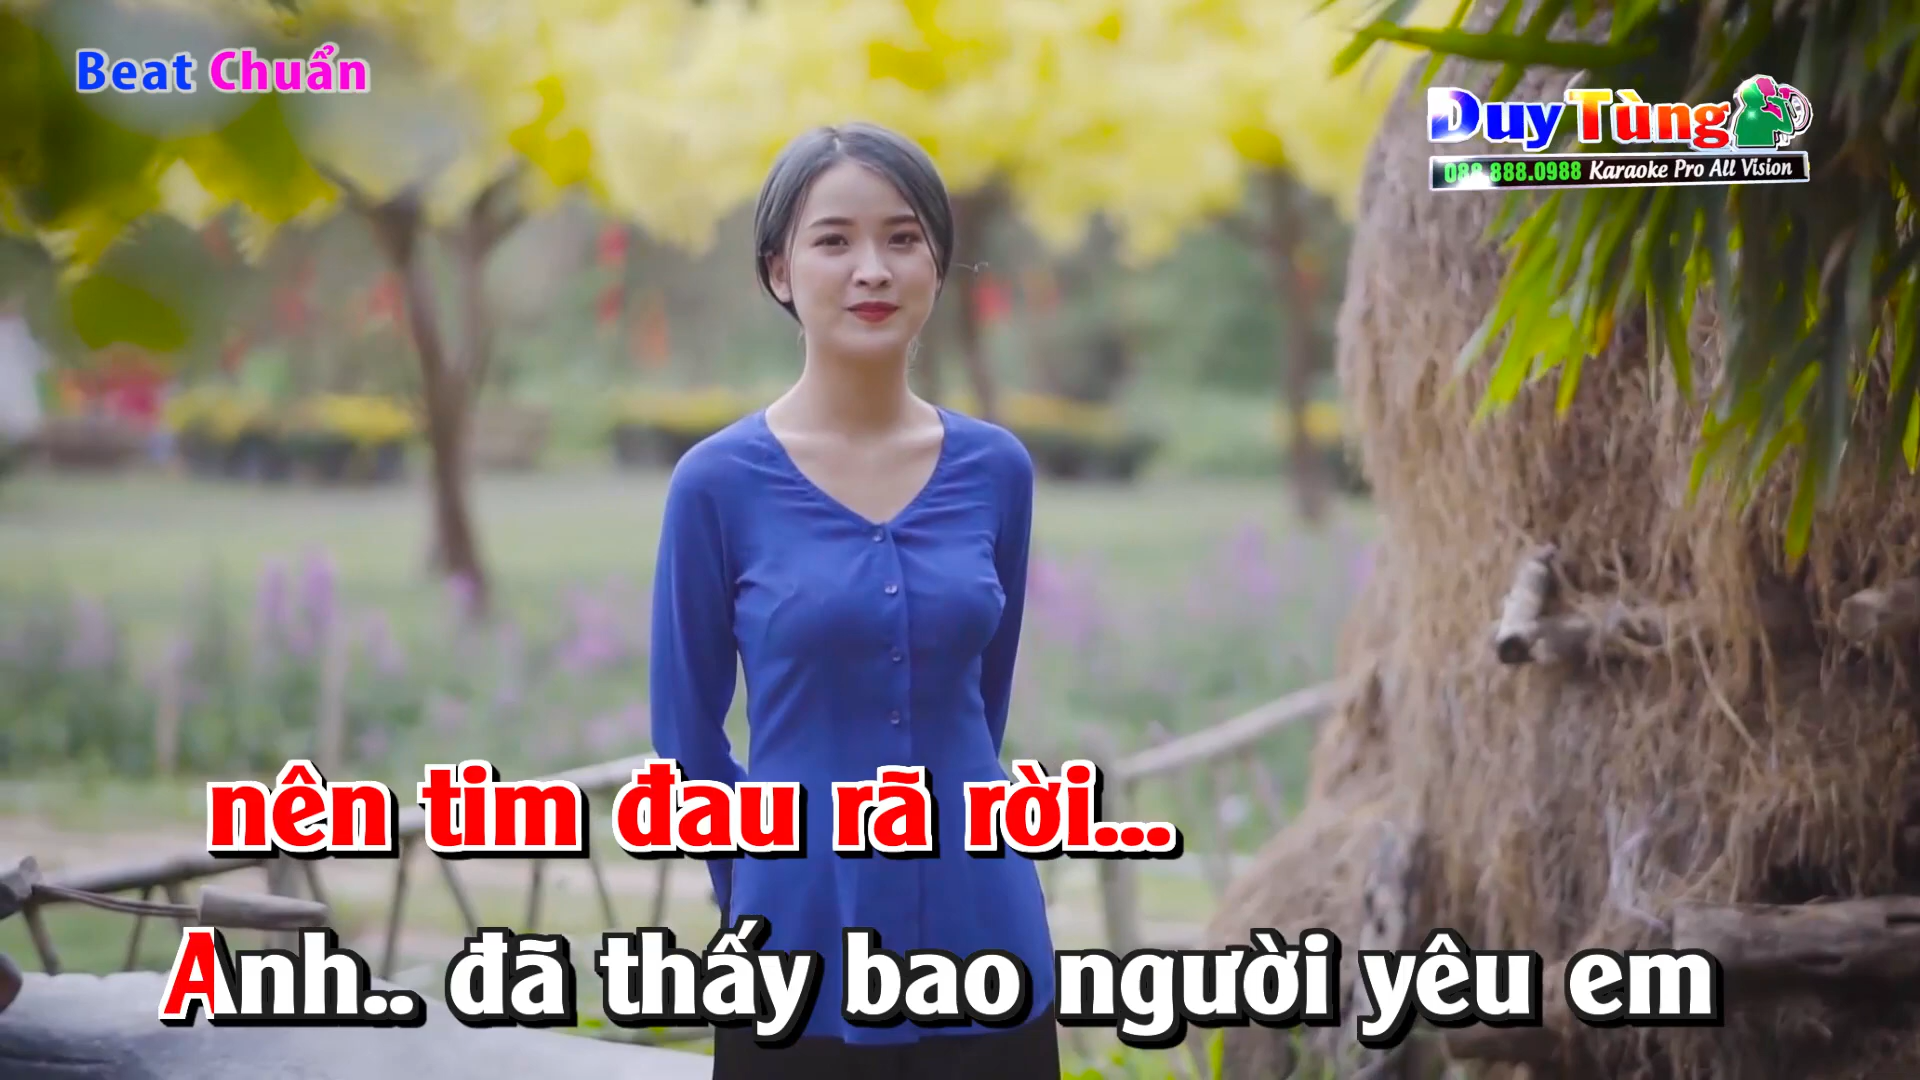 Beat Chuẩn
Duy Tùng
088.888.0988 Karaoke Pro All Vision
nên tim đau rã rời...
Anh.. đã thấy bao người yêu em